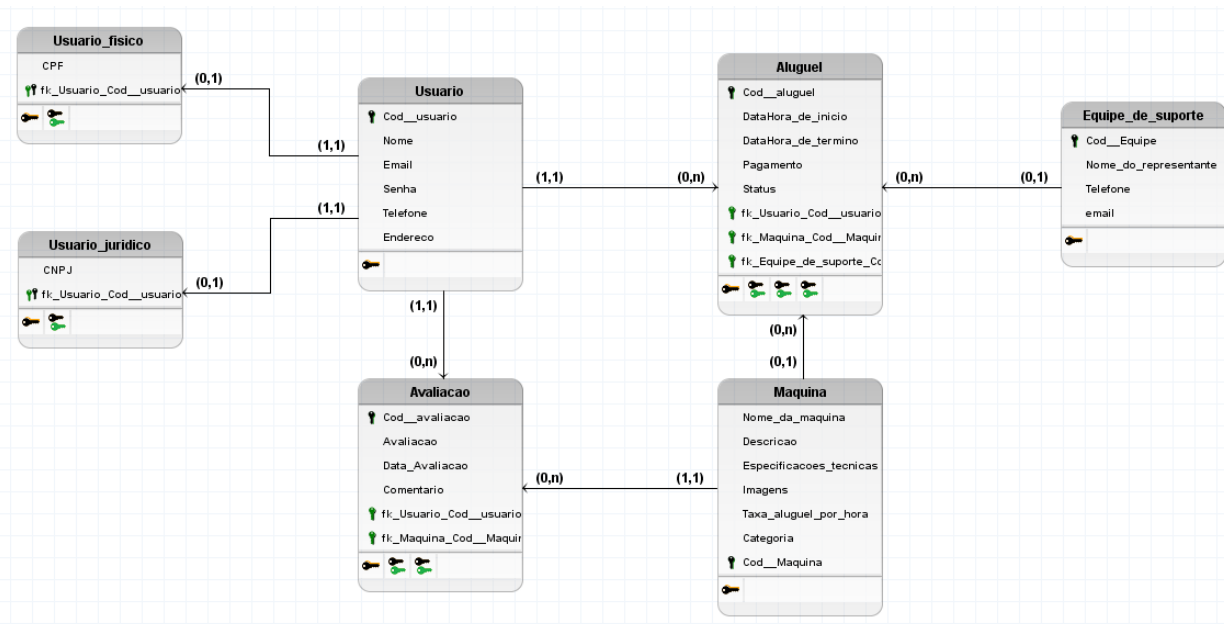 Usuario_fisico
CPF
fk_Usuario_Cod__usuario
(0,1)
(1,1)
Usuario_juridico
CNPJ
fk_Usuario_Cod__usuario
(0,1)
(1,1)
Usuario
Cod__usuario
Nome
Email
Senha
Telefone
Endereco
(1,1)
(0,n)
(1,1)
(0,n)
Avaliacao
Cod__avaliacao
Avaliacao
Data_Avaliacao
Comentario
fk_Usuario_Cod__usuario
fk_Maquina_Cod__Maquir
(0,n)
(1,1)
Aluguel
Cod__aluguel
DataHora_de_inicio
DataHora_de_termino
Pagamento
Status
fk_Usuario_Cod__usuario
fk_Maquina_Cod__Maquir
fk_Equipe_de_suporte_Cc
(0,n)
(0,1)
Maquina
Nome_da_maquina
Descricao
Especificacoes_tecnicas
Imagens
Taxa_aluguel_por_hora
Categoria
Cod__Maquina
(0,n)
(0,1)
Equipe_de_suporte
Cod__Equipe
Nome_do_representante
Telefone
email